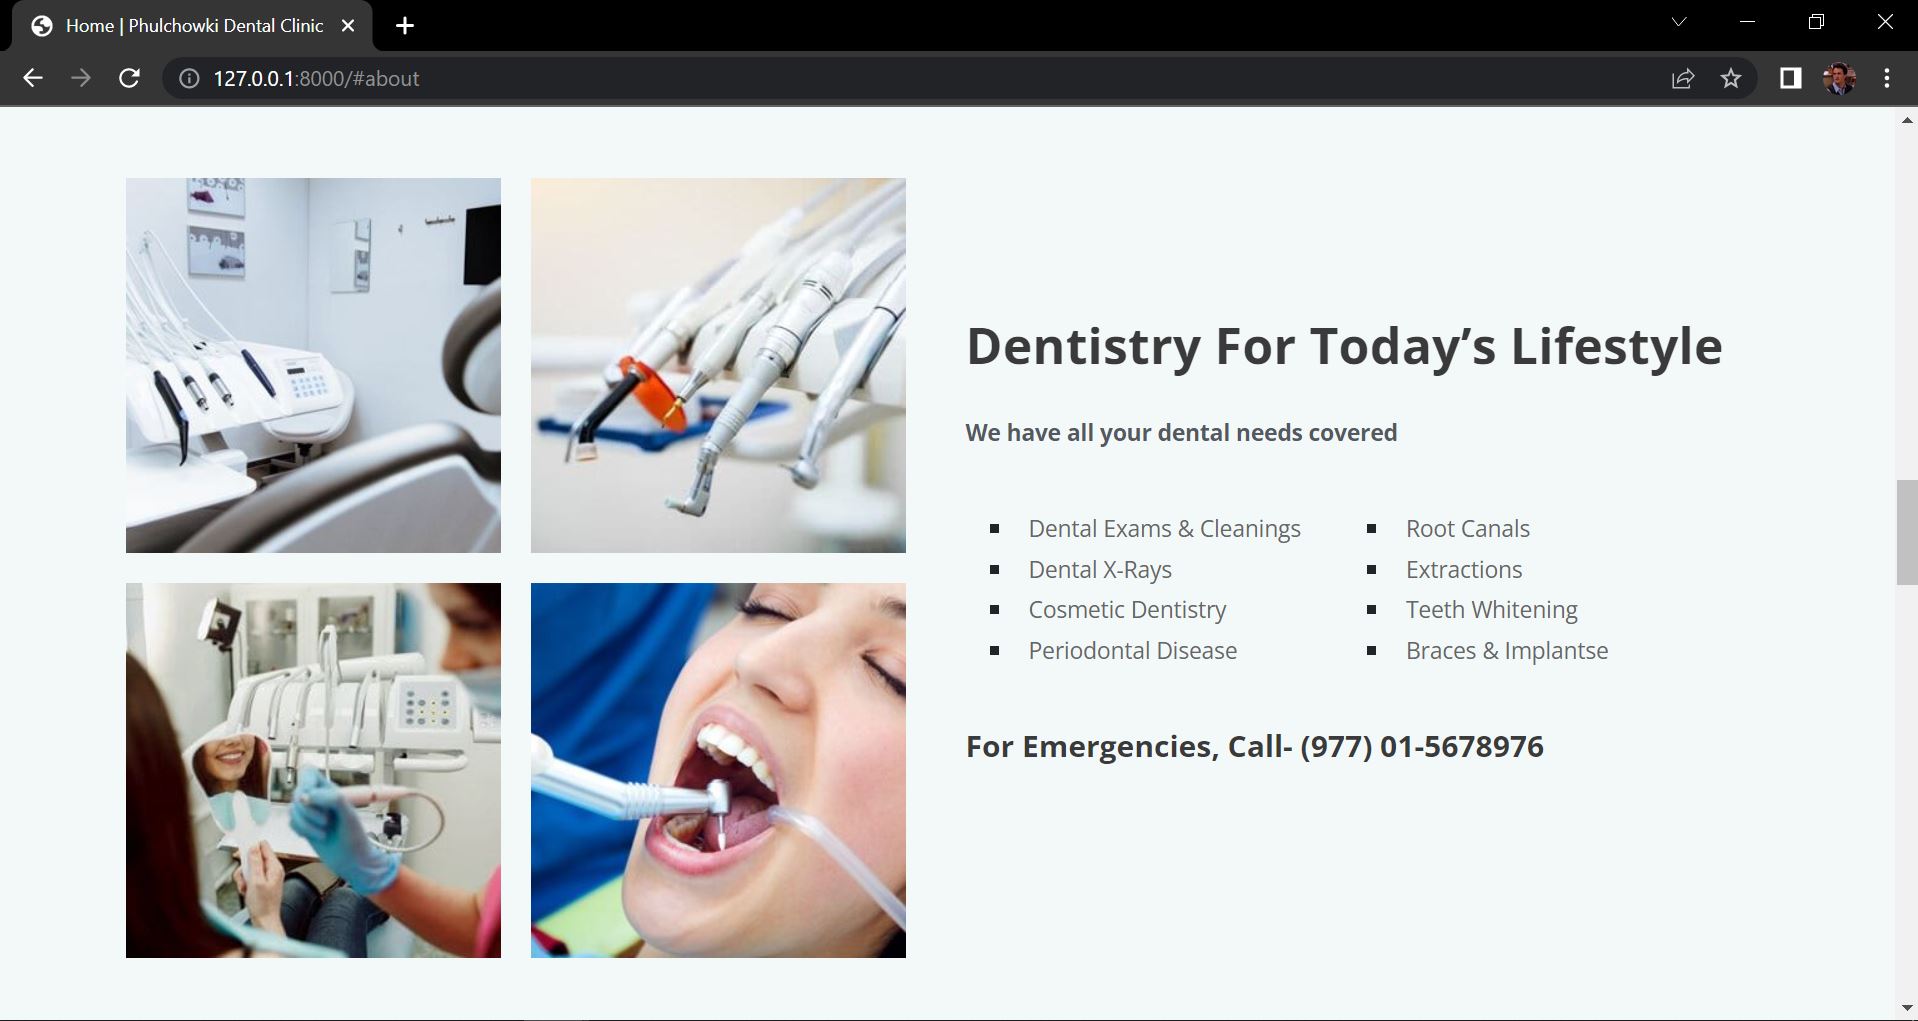 Home | Phulchowki Dental Clinic
127.0.0.1:8000/#about
Dentistry For Today’s Lifestyle
We have all your dental needs covered
Dental Exams & Cleanings
Dental X-Rays
Cosmetic Dentistry
Periodontal Disease
Root Canals
Extractions
Teeth Whitening
Braces & Implantse
For Emergencies, Call- (977) 01-5678976